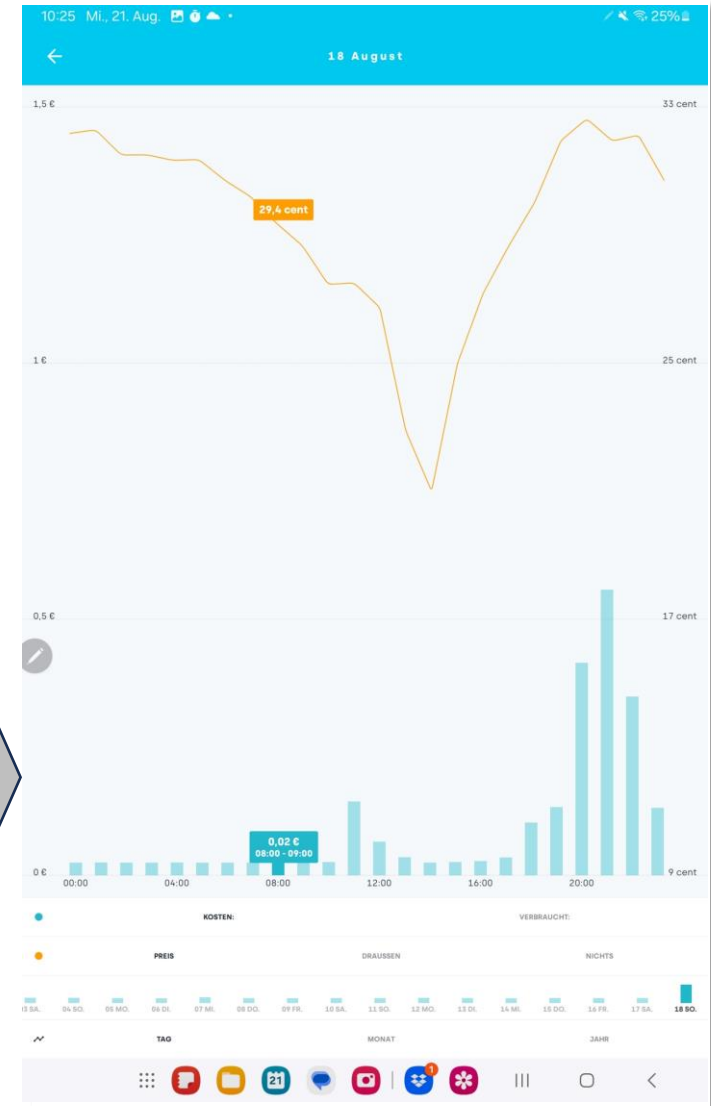 10:25 Mi., 21. Aug. 25%
18 August
1,5 € 33 cent
29,4 cent
1 € 25 cent
0,5 € 17 cent
0,02 €
08:00 - 09:00
0 € 9 cent
00:00 04:00 08:00 12:00 16:00 20:00
KOSTEN: VERBRAUCHT:
PREIS DRAUSSEN NICHTS
03 SA. 04 SO. 05 MO. 06 DI. 07 MI. 08 DO. 09 FR. 10 SA. 11 SO. 12 MO. 13 DI. 14 MI. 15 DO. 16 FR. 17 SA. 18 SO.
TAG MONAT JAHR
21 1